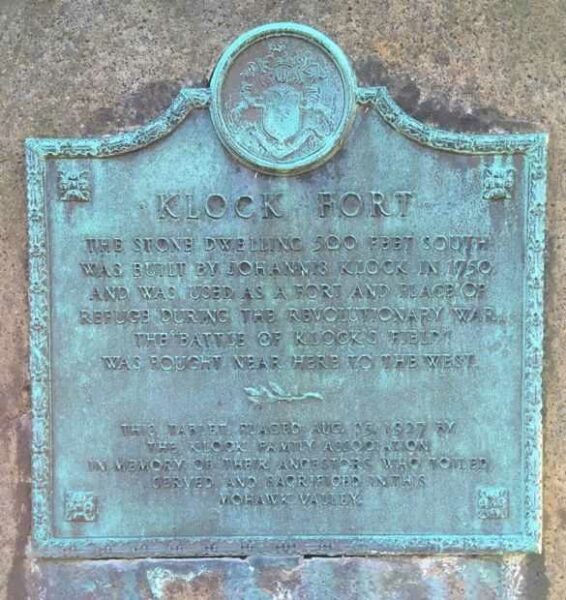 KLOCK FORT
THE STONE DWELLING 500 FEET SOUTH
WAS BUILT BY JOHANNIS KLOCK IN 1750
AND WAS USED AS A FORT AND PLACE OF
REFUGE DURING THE REVOLUTIONARY WAR.
THE "BATTLE OF KLOCK'S FIELD"
WAS FOUGHT NEAR HERE TO THE WEST.
THIS TABLET PLACED AUG. 1927 BY
THE KLOCK FAMILY ASSOCIATION
IN MEMORY OF THEIR ANCESTORS WHO TOILED,
SERVED AND SACRIFICED IN THIS
MOHAWK VALLEY.